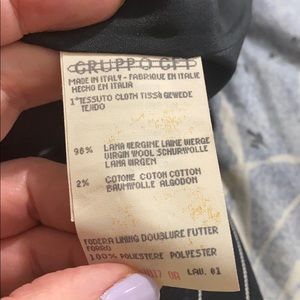 GRUPPO GFT
MADE IN ITALY - FABRIQUE EN ITALIE
HECHO EN ITALIA
1°TESSUTO CLOTH TISSÙ GEWEDE
TEJIDO
98% LANA VERGINE LAINE VIERGE
VIRGIN WOOL SCHURWOLLE
LANA VIRGEN
2% COTONE COTON COTTON
BAUMWOLLE ALGODON
FODERA LINING DOUBLURE FUTTER
FORRO
100% POLIESTERE POLYESTER
LAV. 01